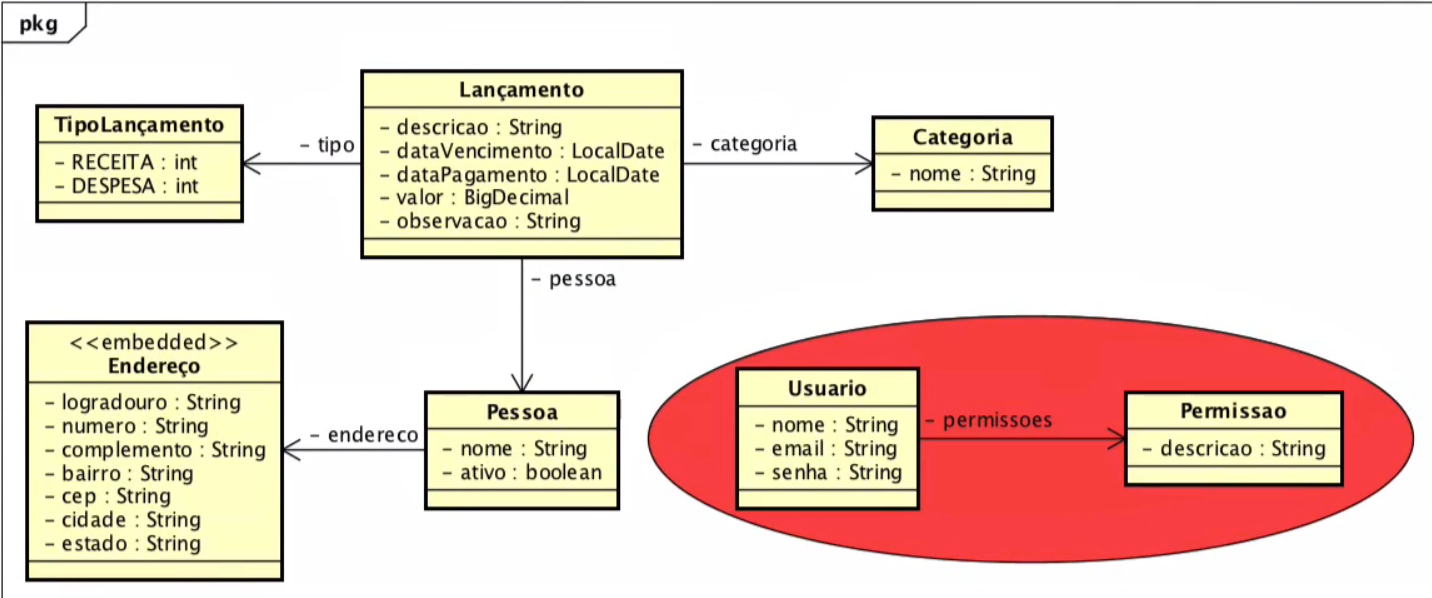 pkg
TipoLançamento
– RECEITA : int
– DESPESA : int
– tipo
Lançamento
– descricao : String
– dataVencimento : LocalDate
– dataPagamento : LocalDate
– valor : BigDecimal
– observacao : String
– categoria
Categoria
– nome : String
– pessoa
<<embedded>>
Endereço
– logradouro : String
– numero : String
– complemento : String
– bairro : String
– cep : String
– cidade : String
– estado : String
– endereco
Pessoa
– nome : String
– ativo : boolean
Usuario
– nome : String
– email : String
– senha : String
– permissoes
Permissao
– descricao : String